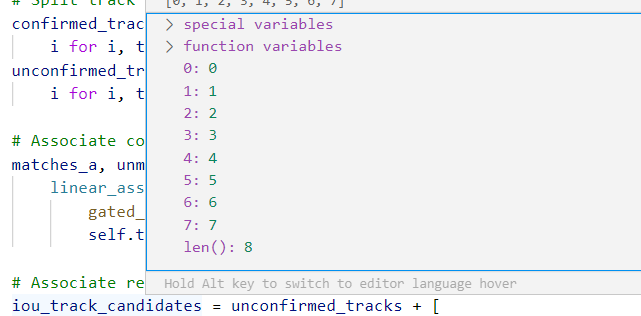 # Split track
[0, 1, 2, 3, 4, 5, 6, 7]
confirmed_trac
i for i, t
unconfirmed_tr
i for i, t
# Associate co
matches_a, unm
linear_ass
gated_
self.t
# Associate re
iou_track_candidates = unconfirmed_tracks + [
> special variables
> function variables
0: 0
1: 1
2: 2
3: 3
4: 4
5: 5
6: 6
7: 7
len(): 8
Hold Alt key to switch to editor language hover